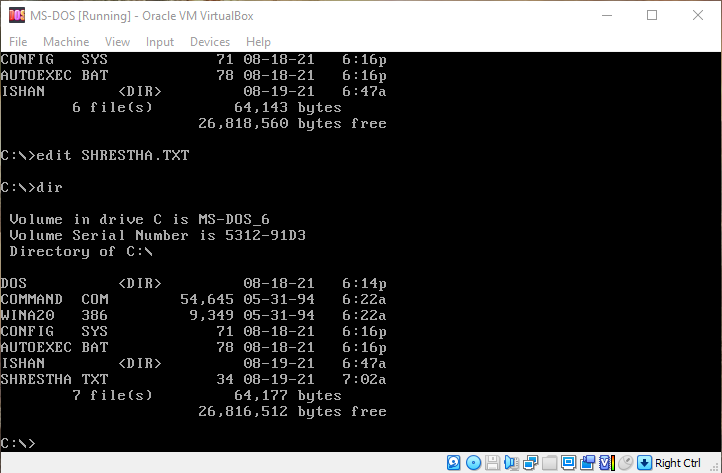 MS-DOS [Running] - Oracle VM VirtualBox
File Machine View Input Devices Help
CONFIG   SYS            71 08-18-21   6:16p
AUTOEXEC BAT            78 08-18-21   6:16p
ISHAN        <DIR>         08-19-21   6:47a
        6 file(s)         64,143 bytes
                      26,818,560 bytes free
C:\>edit SHRESTHA.TXT
C:\>dir
 Volume in drive C is MS-DOS_6
 Volume Serial Number is 5312-91D3
 Directory of C:\
DOS          <DIR>         08-18-21   6:14p
COMMAND  COM        54,645 05-31-94   6:22a
WINA20   386         9,349 05-31-94   6:22a
CONFIG   SYS            71 08-18-21   6:16p
AUTOEXEC BAT            78 08-18-21   6:16p
ISHAN        <DIR>         08-19-21   6:47a
SHRESTHA TXT            34 08-19-21   7:02a
        7 file(s)         64,177 bytes
                      26,816,512 bytes free
C:\>
Right Ctrl